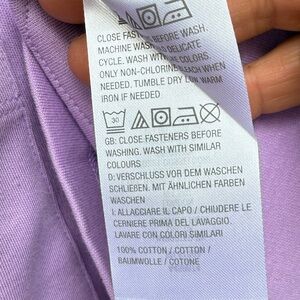 CLOSE FAST BEFORE WASH.
MACHINE WASH DELICATE
CYCLE. WASH WITH COLORS
ONLY NON-CHLORINE BLEACH WHEN
NEEDED. TUMBLE DRY LOW WARM
IRON IF NEEDED
30
GB: CLOSE FASTENERS BEFORE
WASHING. WASH WITH SIMILAR
COLOURS
D: VERSCHLUSS VOR DEM WASCHEN
SCHLIEßEN. MIT ÄHNLICHEN FARBEN
WASCHEN
I: ALLACCIARE IL CAPO / CHIUDERE LE
CERNIERE PRIMA DEL LAVAGGIO.
LAVARE CON COLORI SIMILARI
100% COTTON / COTTON /
BAUMWOLLE / COTONE